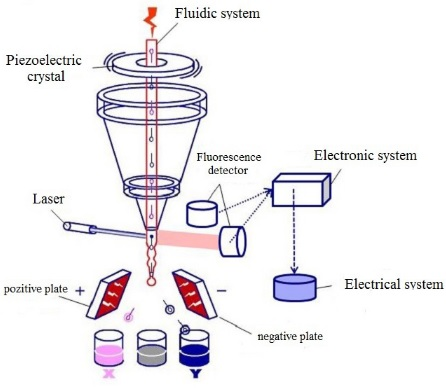 Fluidic system
Piezoelectric
crystal
Fluorescence
detector
Electronic system
Laser
pozitive plate
+
−
Electrical system
negative plate
X
Y